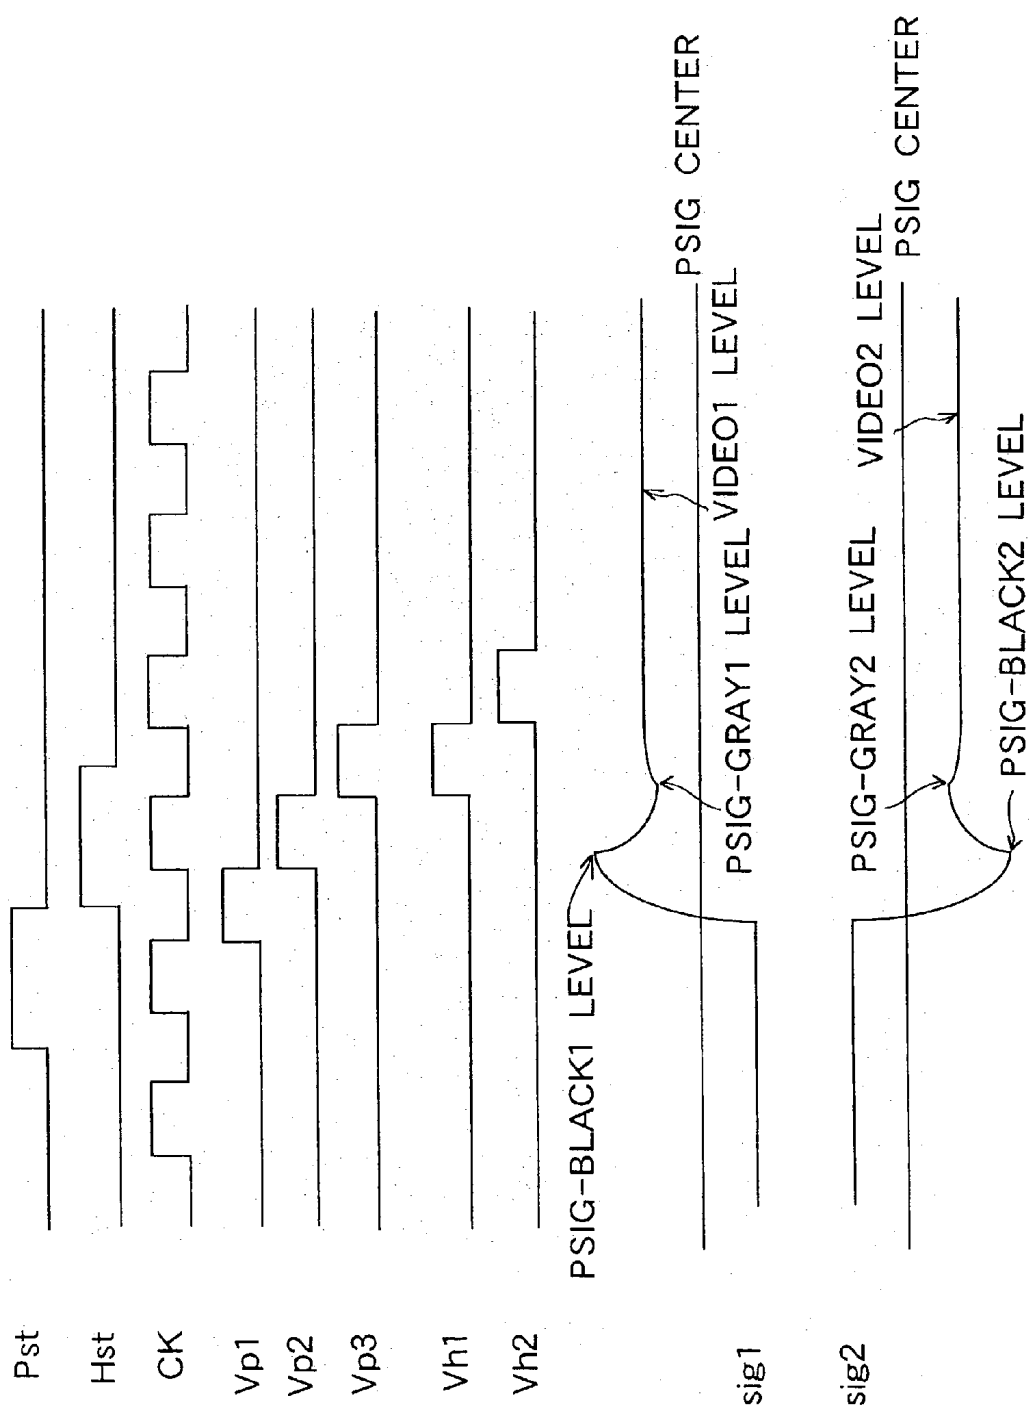 Pst
Hst
CK
Vp1
Vp2
Vp3
Vh1
Vh2
PSIG-BLACK1 LEVEL
PSIG CENTER
sig1
PSIG-GRAY1 LEVEL
VIDEO1 LEVEL
sig2
PSIG-GRAY2 LEVEL
VIDEO2 LEVEL
PSIG CENTER
PSIG-BLACK2 LEVEL